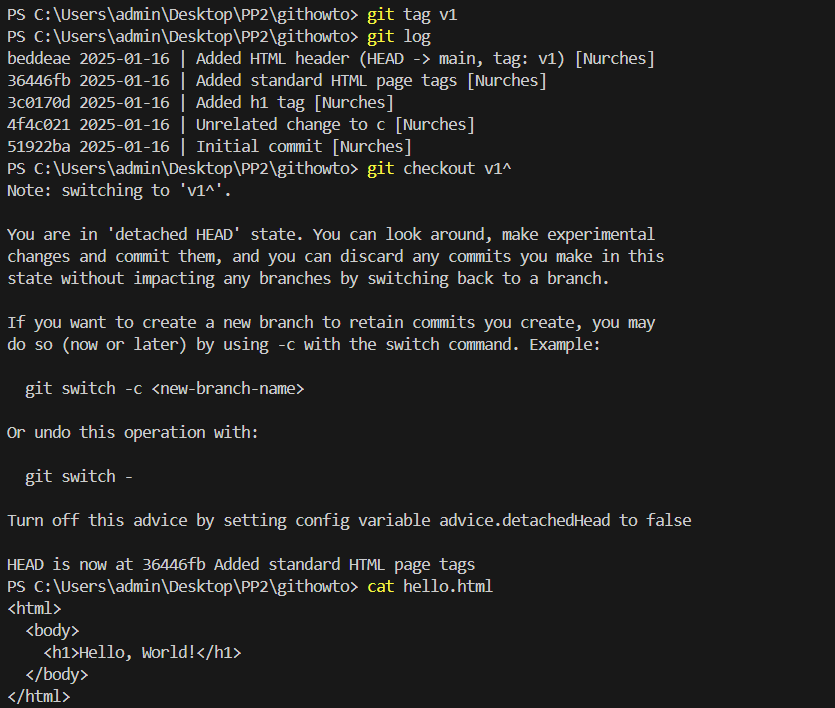 PS C:\Users\admin\Desktop\PP2\githowto> git tag v1
PS C:\Users\admin\Desktop\PP2\githowto> git log
beddeae 2025-01-16 | Added HTML header (HEAD -> main, tag: v1) [Nurches]
36446fb 2025-01-16 | Added standard HTML page tags [Nurches]
3c0170d 2025-01-16 | Added h1 tag [Nurches]
4f4c021 2025-01-16 | Unrelated change to c [Nurches]
51922ba 2025-01-16 | Initial commit [Nurches]
PS C:\Users\admin\Desktop\PP2\githowto> git checkout v1^
Note: switching to 'v1^'.

You are in 'detached HEAD' state. You can look around, make experimental
changes and commit them, and you can discard any commits you make in this
state without impacting any branches by switching back to a branch.

If you want to create a new branch to retain commits you create, you may
do so (now or later) by using -c with the switch command. Example:

  git switch -c <new-branch-name>

Or undo this operation with:

  git switch -

Turn off this advice by setting config variable advice.detachedHead to false

HEAD is now at 36446fb Added standard HTML page tags
PS C:\Users\admin\Desktop\PP2\githowto> cat hello.html
<html>
  <body>
    <h1>Hello, World!</h1>
  </body>
</html>